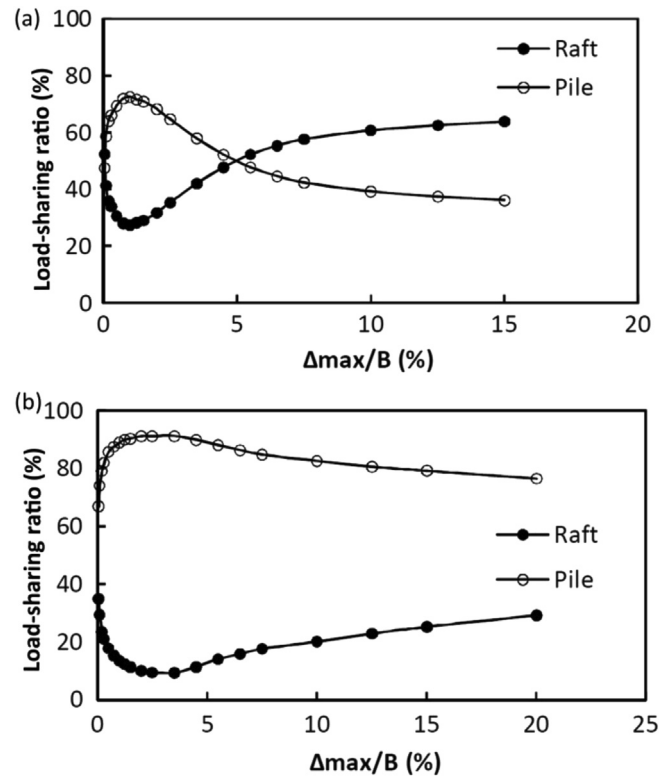 (a)
Load-sharing ratio (%)
100
80
60
40
20
0
0 5 10 15 20
Δmax/B (%)
Raft
Pile
(b)
Load-sharing ratio (%)
100
80
60
40
20
0
0 5 10 15 20 25
Δmax/B (%)
Raft
Pile